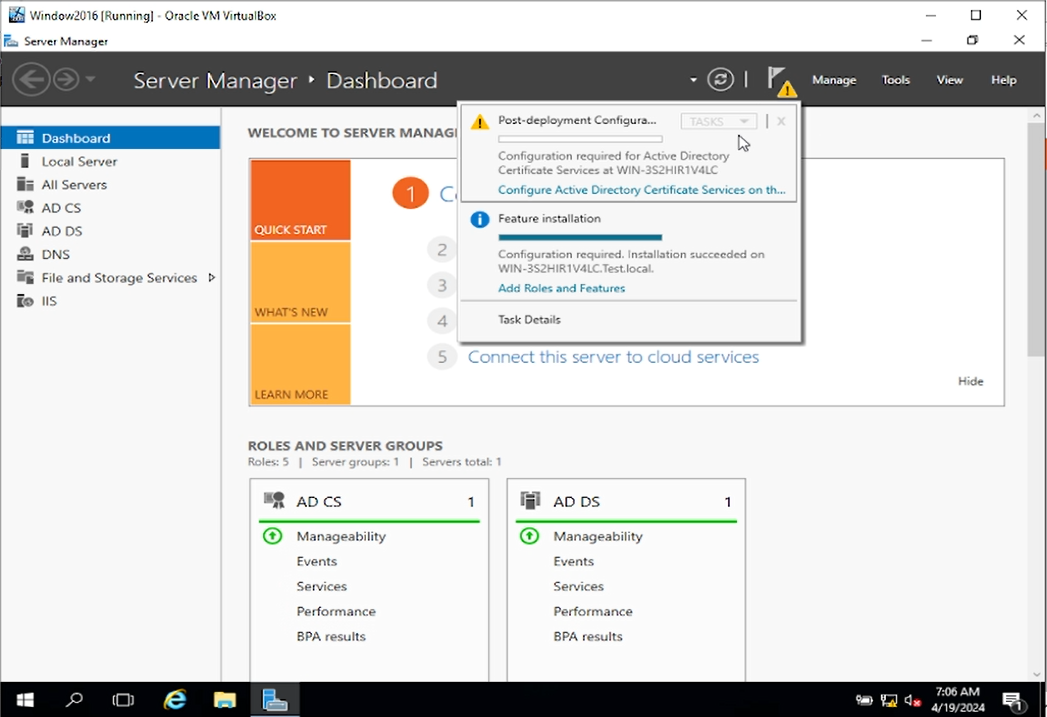 Window2016 [Running] - Oracle VM VirtualBox
Server Manager
Server Manager ‣ Dashboard
Manage Tools View Help
Dashboard
Local Server
All Servers
AD CS
AD DS
DNS
File and Storage Services
IIS
WELCOME TO SERVER MANAG
QUICK START
WHAT'S NEW
LEARN MORE
1
2
3
4
5 Connect this server to cloud services
Hide
Post-deployment Configura... TASKS
Configuration required for Active Directory
Certificate Services at WIN-3S2HIR1V4LC
Configure Active Directory Certificate Services on th...
Feature installation
Configuration required. Installation succeeded on
WIN-3S2HIR1V4LC.Test.local.
Add Roles and Features
Task Details
ROLES AND SERVER GROUPS
Roles: 5 | Server groups: 1 | Servers total: 1
AD CS 1
Manageability
Events
Services
Performance
BPA results
AD DS 1
Manageability
Events
Services
Performance
BPA results
7:06 AM
4/19/2024
1